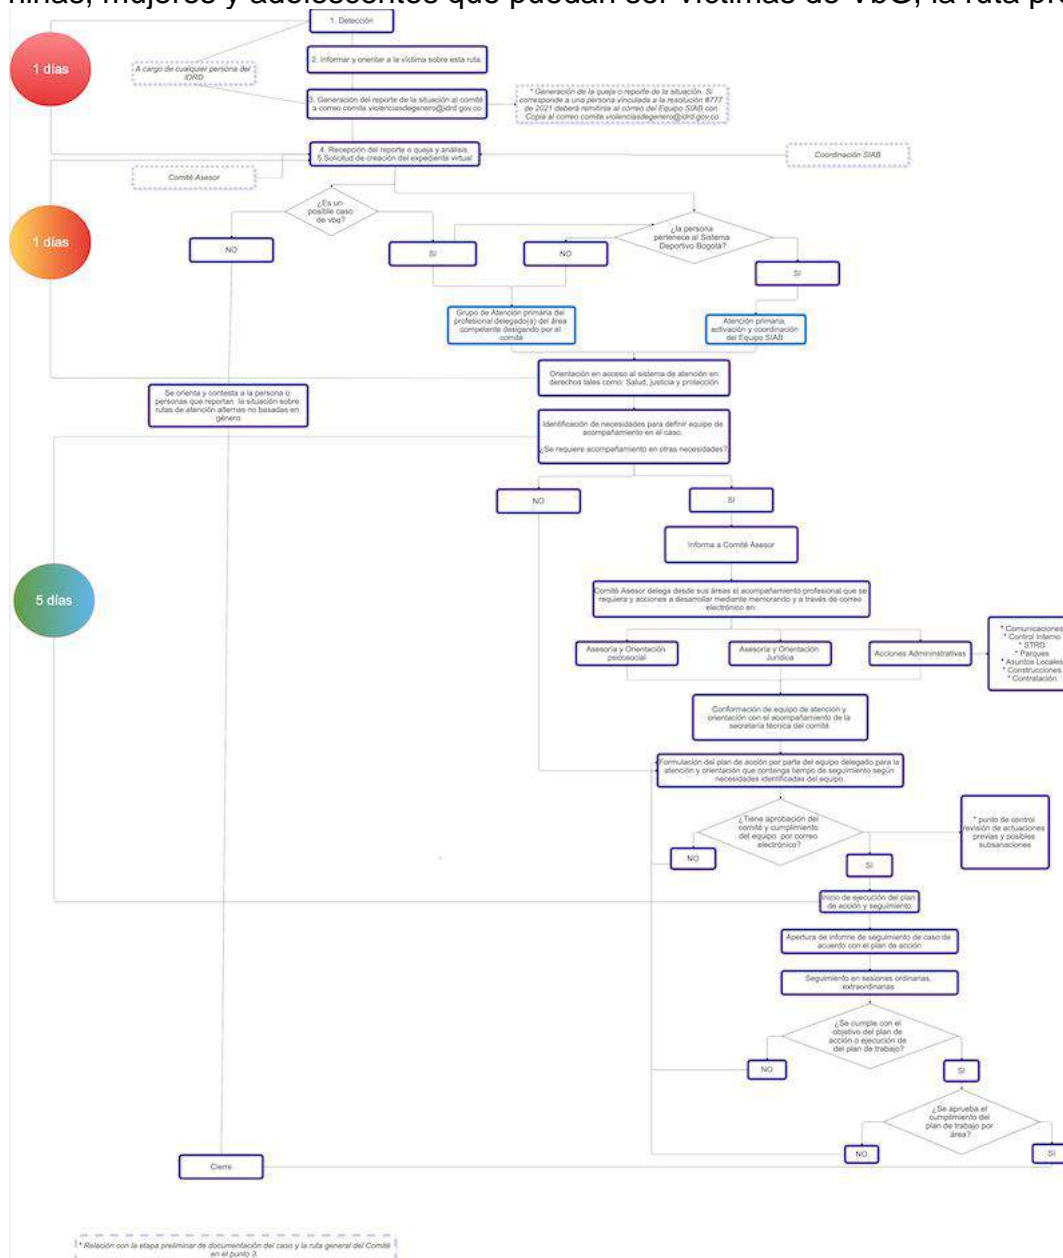 niñas, mujeres y adolescentes que puedan ser víctimas de VbG, la ruta
1. Detección
1 días
A cargo de cualquier persona del
IDRD
2. Informar y orentar a la víctima sobre esta ruta.
3. Generación del reporte de la situación al comité
a correo comite.violenciasdegenero@idrd.gov.co
* Generación de la queja o reporte de la situación. Si
corresponde a una persona vinculada a la resolución #777
de 2021 deberá remitirla al correo del Equipo SIAB con
Copia al correo comite.violenciasdegenero@idrd.gov.co
4. Recepción del reporte o queja y análisis.
5.Solicitud de creación del expediente virtual
Comité Asesor
Coordinación SIAB
1 días
¿Es un
posible caso
de vbg?
¿la persona
pertenece al Sistema
Deportivo Bogotá?
NO
SI
NO
SI
Grupo de Atención primaria del
profesional delegado(a) del área
competente desigando por el
comité
Atención primaria,
activación y coordinación
del Equipo SIAB
Orientación en acceso al sistema de atención en
derechos tales como: Salud, justicia y protección
Se orienta y contesta a la persona o
personas que reportan la situación sobre
rutas de atención alternas no basadas en
género.
Identificación de necesidades para definir equipo de
acompañamiento en el caso.
¿Se requiere acompañamiento en otras necesidades?
NO
SI
Informa a Comité Asesor
5 días
Comité Asesor delega desde sus áreas el acompañamiento profesional que se
requiera y acciones a desarrollar mediante memorando y a través de correo
electrónico en:
Asesoría y Orientación
psicosocial
Asesoría y Orientación
Jurídica
Acciones Admininstrativas
* Comunicaciones
* Control Interno
* STRD
* Parques
* Asuntos Locales
* Construcciones
* Contratación
Conformación de equipo de atención y
orientación con el acompañamiento de la
secretaría técnica del comité.
Formulación del plan de acción por parte del equipo delegado para la
atención y orientación que contenga tiempo de seguimiento según
necesidades identificadas del equipo.
¿Tiene aprobación del
comité y cumplimiento
del equipo por correo
electrónico?
* punto de control
revisión de actuaciones
previas y posibles
subsanaciones
NO
SI
Inicio de ejecución del plan
de acción y seguimiento
Apertura de informe de seguimiento de caso de
acuerdo con el plan de acción
Seguimiento en sesiones ordinarias,
extraordinarias
¿Se cumple con el
objetivo del plan de
acción o ejecución de
del plan de trabajo?
NO
SI
¿Se aprueba el
cumplimiento del
plan de trabajo por
área?
NO
SI
Cierre
* Relación con la etapa preliminar de documentación del caso y la ruta general del Comité
en el punto 3.